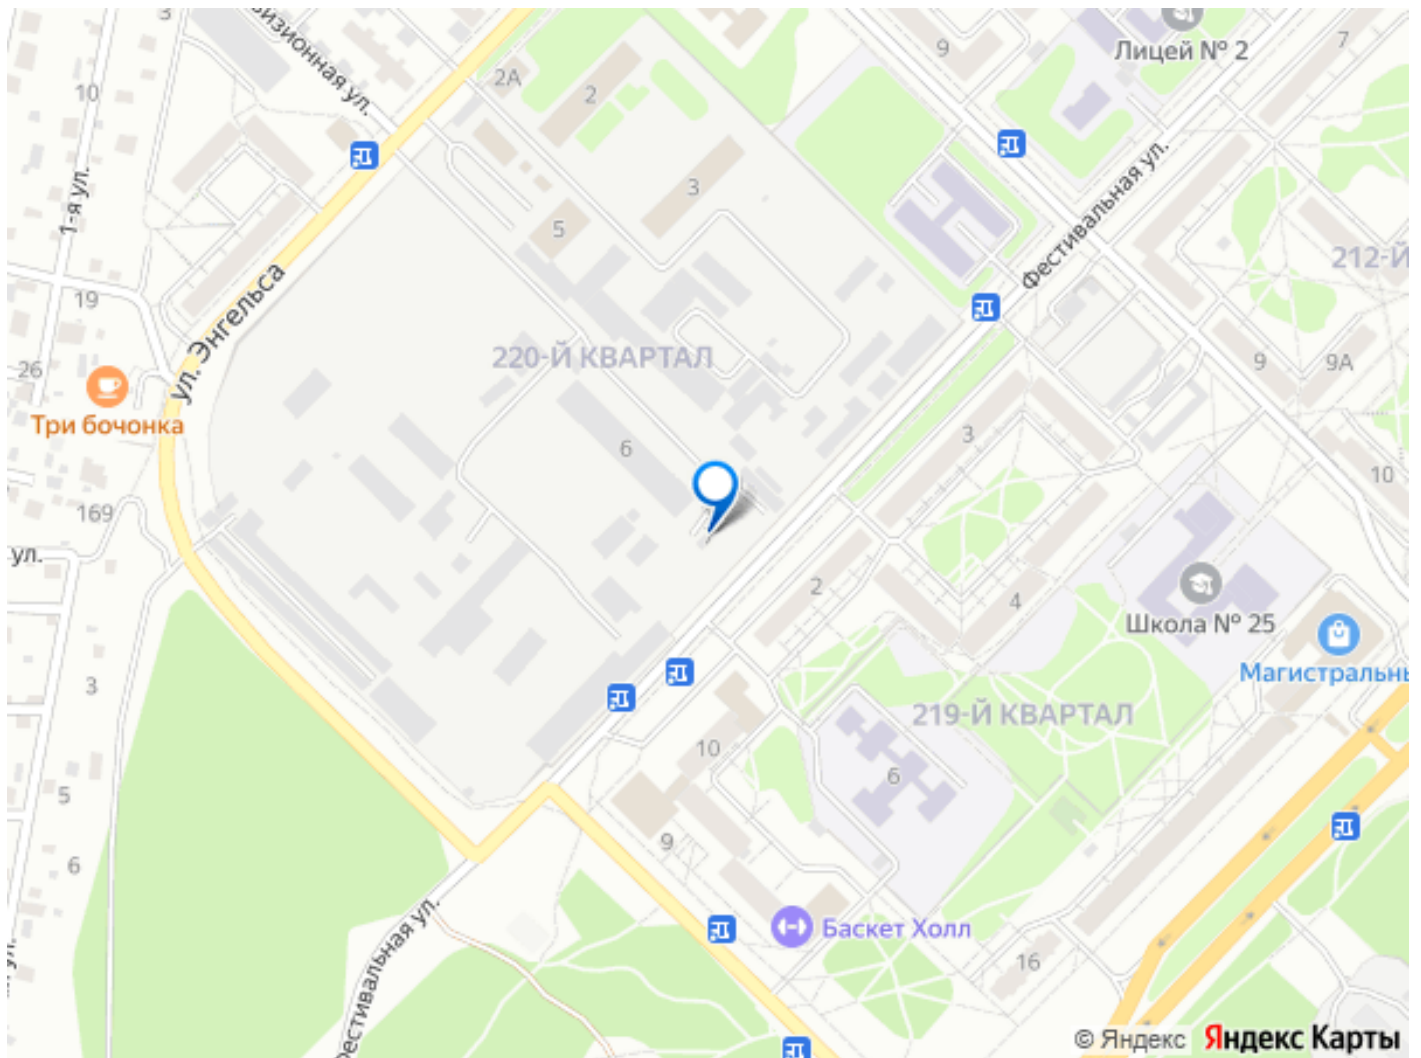 3
изионная ул.
2А
9
Лицей № 2
7
10
2
1-я ул.
3
5
Фестивальная ул.
212-Й
19
ул. Энгельса
220-Й КВАРТАЛ
26
Три бочонка
9
9А
3
6
10
169
ул.
2
4
Школа № 25
Магистральны
3
219-Й КВАРТАЛ
10
6
5
9
6
Фестивальная ул.
Баскет Холл
16
© Яндекс Яндекс Карты